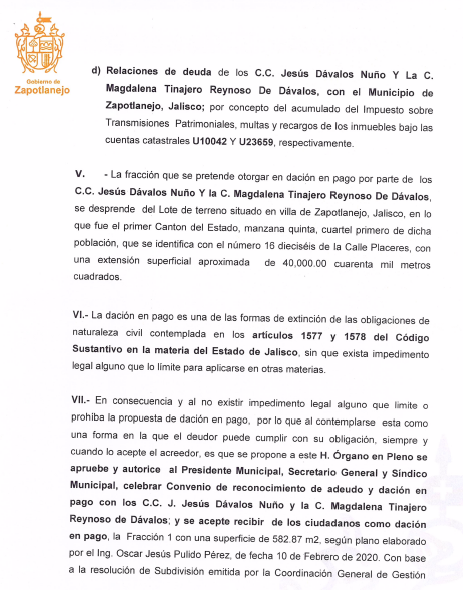 Gobierno de
Zapotlanejo
d) Relaciones de deuda de los C.C. Jesús Dávalos Nuño Y La C.
Magdalena Tinajero Reynoso De Dávalos, con el Municipio de
Zapotlanejo, Jalisco; por concepto del acumulado del Impuesto sobre
Transmisiones Patrimoniales, multas y recargos de los inmuebles bajo las
cuentas catastrales U10042 Y U23659, respectivamente.
V. - La fracción que se pretende otorgar en dación en pago por parte de los
C.C. Jesús Dávalos Nuño Y la C. Magdalena Tinajero Reynoso De Dávalos,
se desprende del Lote de terreno situado en villa de Zapotlanejo, Jalisco, en lo
que fue el primer Canton del Estado, manzana quinta, cuartel primero de dicha
población, que se identifica con el número 16 dieciséis de la Calle Placeres, con
una extensión superficial aproximada de 40,000.00 cuarenta mil metros
cuadrados.
VI.- La dación en pago es una de las formas de extinción de las obligaciones de
naturaleza civil contemplada en los artículos 1577 y 1578 del Código
Sustantivo en la materia del Estado de Jalisco, sin que exista impedimento
legal alguno que lo límite para aplicarse en otras materias.
VII.- En consecuencia y al no existir impedimento legal alguno que limite o
prohíba la propuesta de dación en pago, por lo que al contemplarse esta como
una forma en la que el deudor puede cumplir con su obligación, siempre y
cuando lo acepte el acreedor, es que se propone a este H. Órgano en Pleno se
apruebe y autorice al Presidente Municipal, Secretario General y Síndico
Municipal, celebrar Convenio de reconocimiento de adeudo y dación en
pago con los C.C. J. Jesús Dávalos Nuño y la C. Magdalena Tinajero
Reynoso de Dávalos; y se acepte recibir de los ciudadanos como dación
en pago, la Fracción 1 con una superficie de 582.87 m2, según plano elaborado
por el Ing. Oscar Jesús Pulido Pérez, de fecha 10 de Febrero de 2020. Con base
a la resolución de Subdivisión emitida por la Coordinación General de Gestión